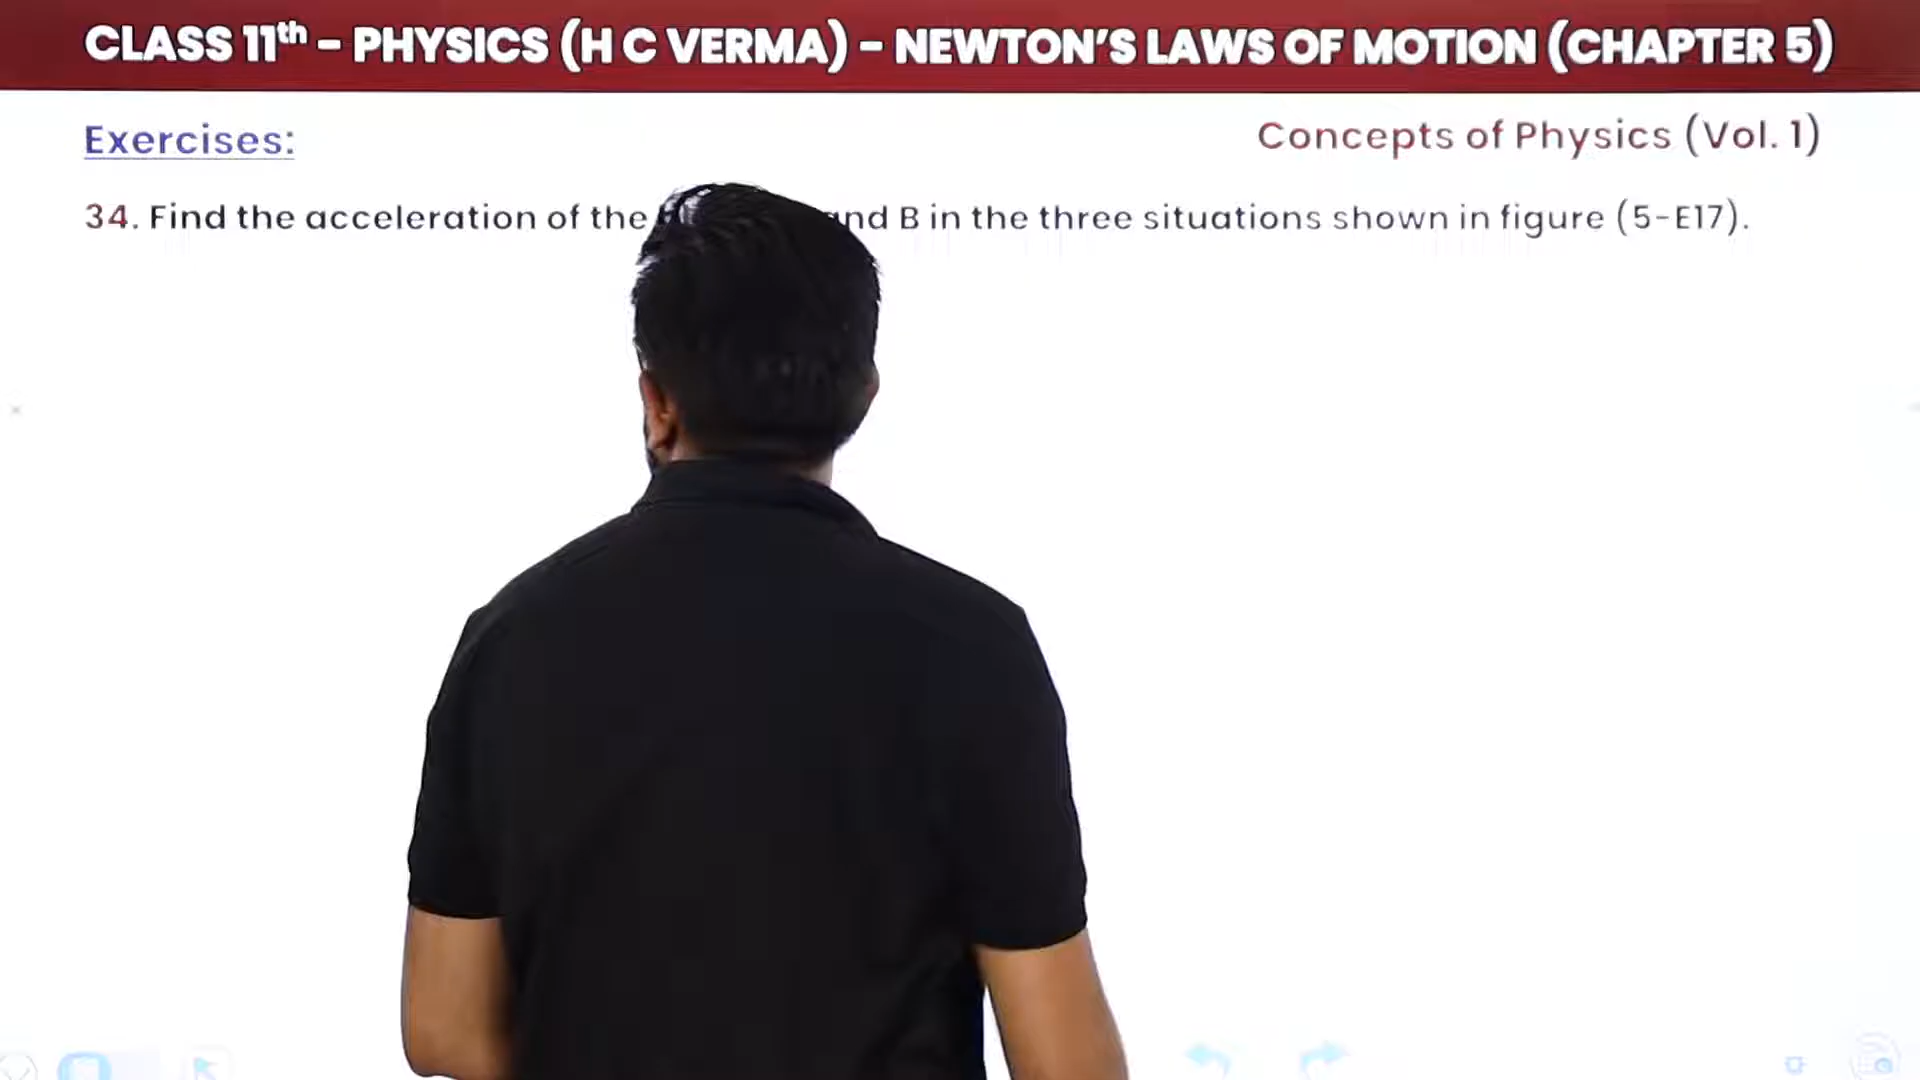 CLASS 11th - PHYSICS (H C VERMA) - NEWTON'S LAWS OF MOTION (CHAPTER 5)
Exercises:
Concepts of Physics (Vol. 1)
34. Find the acceleration of the and B in the three situations shown in figure (5-E17).